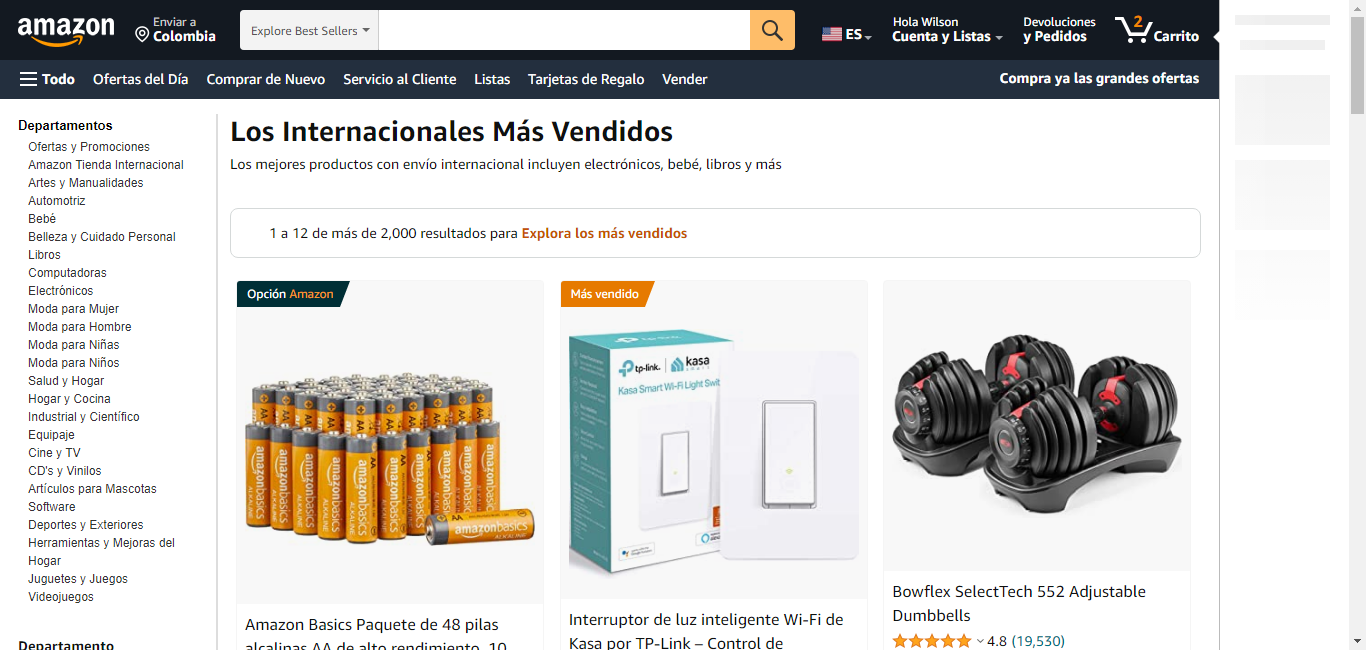 amazon
Enviar a
Colombia
Explore Best Sellers
ES
Hola Wilson
Cuenta y Listas
Devoluciones
y Pedidos
2
Carrito
Todo
Ofertas del Día
Comprar de Nuevo
Servicio al Cliente
Listas
Tarjetas de Regalo
Vender
Compra ya las grandes ofertas
Departamentos
Ofertas y Promociones
Amazon Tienda Internacional
Artes y Manualidades
Automotriz
Bebé
Belleza y Cuidado Personal
Libros
Computadoras
Electrónicos
Moda para Mujer
Moda para Hombre
Moda para Niñas
Moda para Niños
Salud y Hogar
Hogar y Cocina
Industrial y Científico
Equipaje
Cine y TV
CD's y Vinilos
Artículos para Mascotas
Software
Deportes y Exteriores
Herramientas y Mejoras del
Hogar
Juguetes y Juegos
Videojuegos
Departamento
Los Internacionales Más Vendidos
Los mejores productos con envío internacional incluyen electrónicos, bebé, libros y más
1 a 12 de más de 2,000 resultados para Explora los más vendidos
Opción Amazon
amazonbasics
ALKALINE
AA
Amazon Basics Paquete de 48 pilas
alcalinas AA de alto rendimiento, 10
Más vendido
tp-link
kasa
smart
Kasa Smart Wi-Fi Light Swit
Interruptor de luz inteligente Wi-Fi de
Kasa por TP-Link – Control de
Bowflex SelectTech 552 Adjustable
Dumbbells
4.8 (19,530)